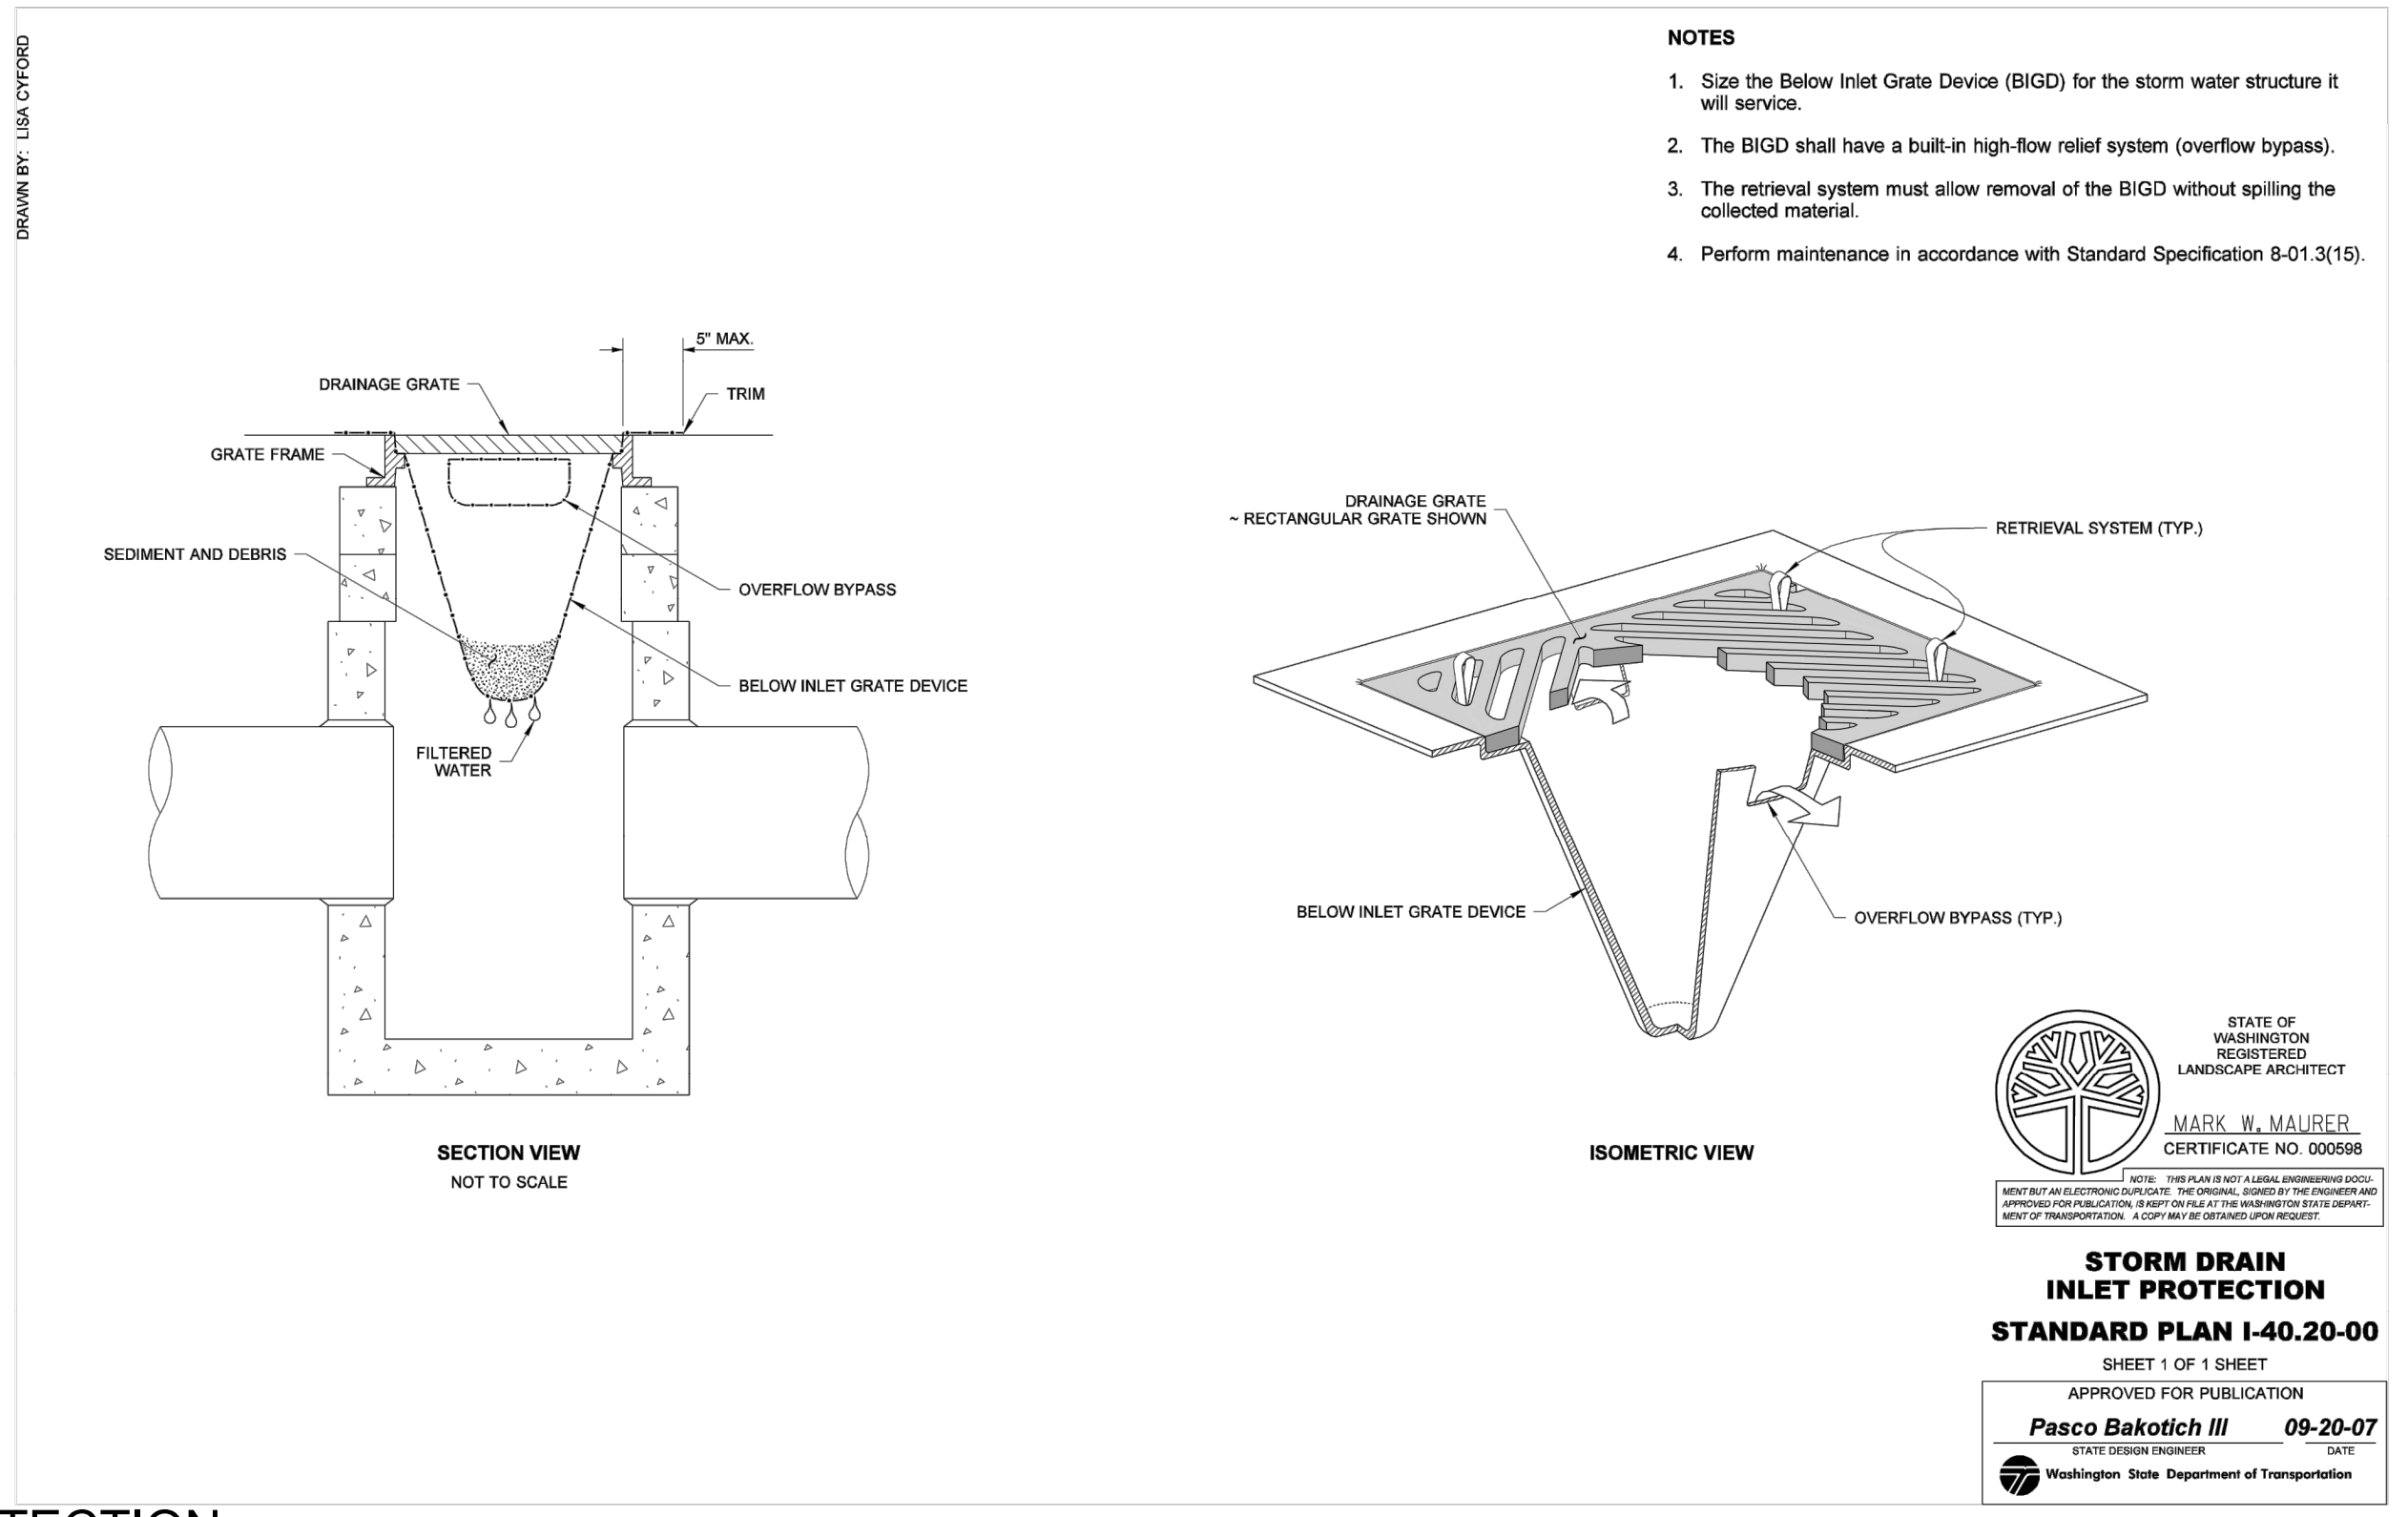 DRAWN BY: LISA CYFORD
NOTES
1. Size the Below Inlet Grate Device (BIGD) for the storm water structure it
will service.
2. The BIGD shall have a built-in high-flow relief system (overflow bypass).
3. The retrieval system must allow removal of the BIGD without spilling the
collected material.
4. Perform maintenance in accordance with Standard Specification 8-01.3(15).
5" MAX.
DRAINAGE GRATE
TRIM
GRATE FRAME
SEDIMENT AND DEBRIS
OVERFLOW BYPASS
BELOW INLET GRATE DEVICE
FILTERED
WATER
SECTION VIEW
NOT TO SCALE
DRAINAGE GRATE
~ RECTANGULAR GRATE SHOWN
RETRIEVAL SYSTEM (TYP.)
BELOW INLET GRATE DEVICE
OVERFLOW BYPASS (TYP.)
ISOMETRIC VIEW
STATE OF
WASHINGTON
REGISTERED
LANDSCAPE ARCHITECT
MARK W. MAURER
CERTIFICATE NO. 000598
NOTE: THIS PLAN IS NOT A LEGAL ENGINEERING DOCU-
MENT BUT AN ELECTRONIC DUPLICATE. THE ORIGINAL, SIGNED BY THE ENGINEER AND
APPROVED FOR PUBLICATION, IS KEPT ON FILE AT THE WASHINGTON STATE DEPART-
MENT OF TRANSPORTATION. A COPY MAY BE OBTAINED UPON REQUEST.
STORM DRAIN
INLET PROTECTION
STANDARD PLAN I-40.20-00
SHEET 1 OF 1 SHEET
APPROVED FOR PUBLICATION
Pasco Bakotich III 09-20-07
STATE DESIGN ENGINEER DATE
Washington State Department of Transportation
TECTION